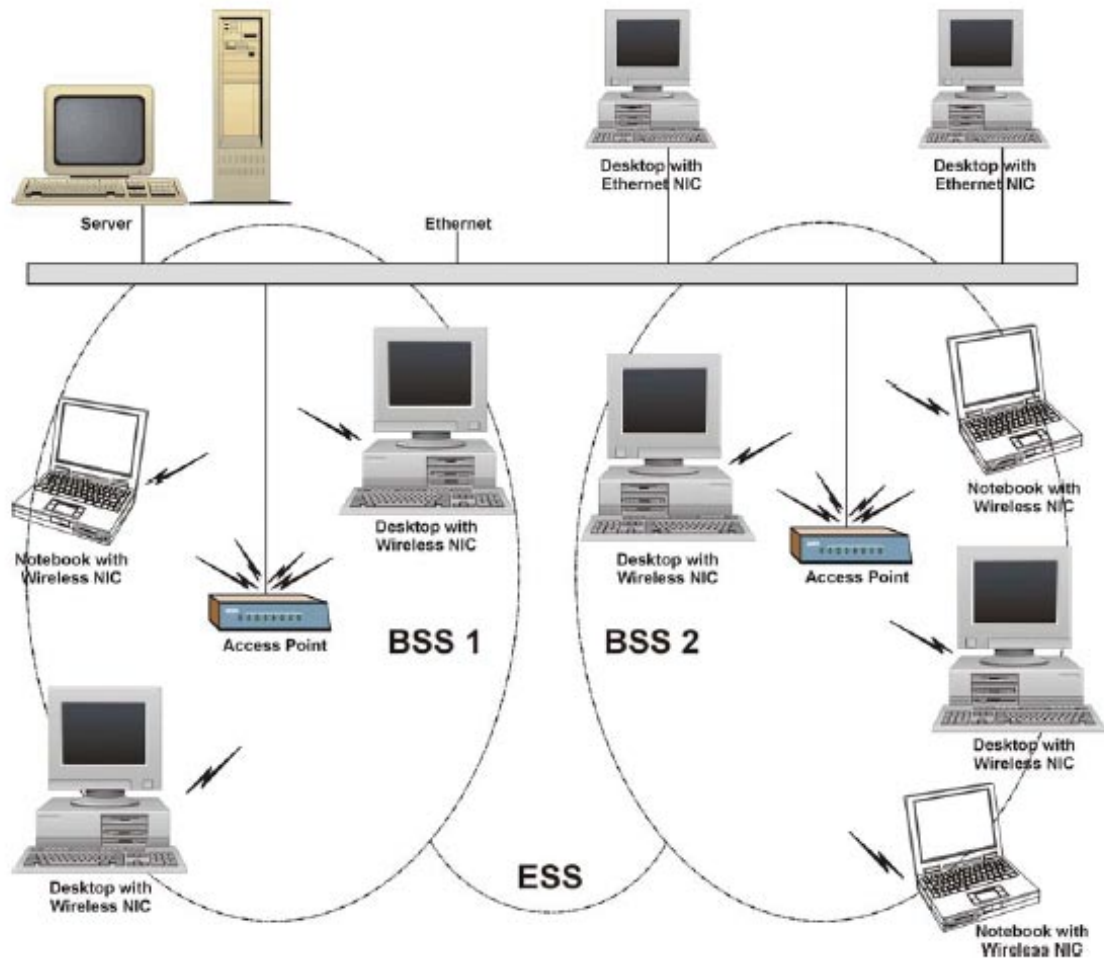 Desktop with
Ethernet NIC
Desktop with
Ethernet NIC
Server
Ethernet
Notebook with
Wireless NIC
Desktop with
Wireless NIC
Desktop with
Wireless NIC
Notebook with
Wireless NIC
Access Point
Access Point
BSS 1
BSS 2
Desktop with
Wireless NIC
Desktop with
Wireless NIC
ESS
Notebook with
Wireless NIC